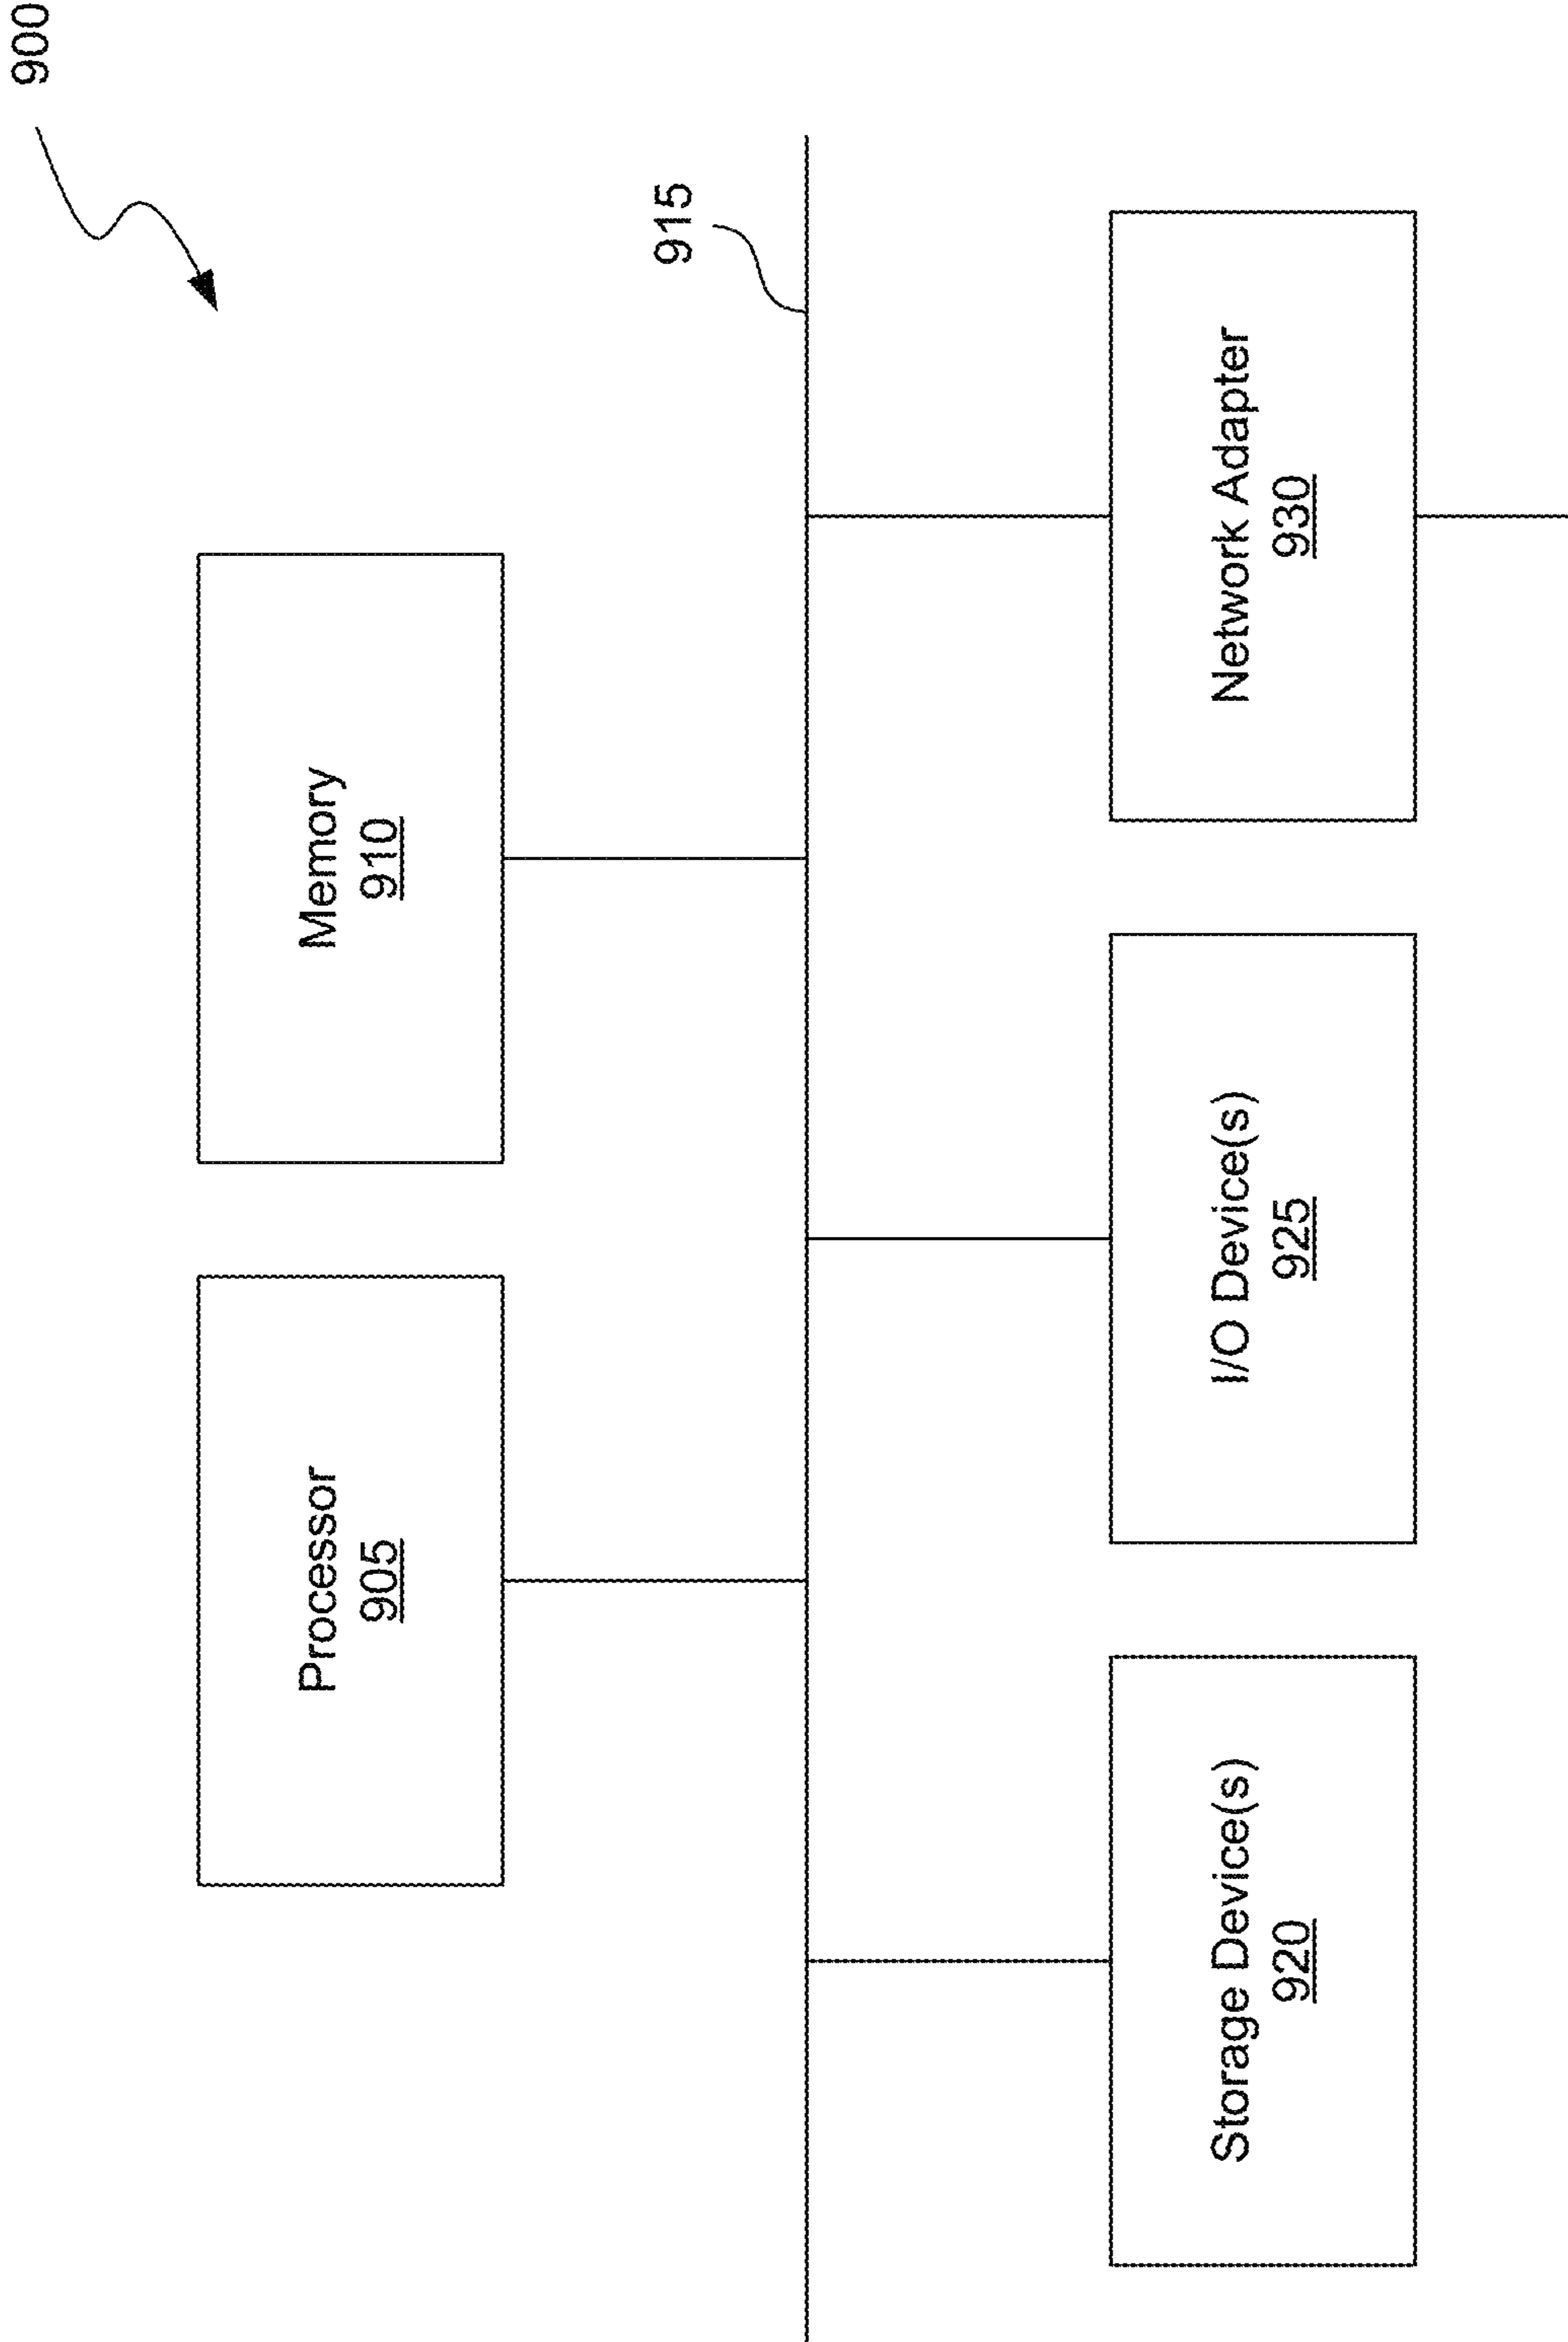 900
Processor
905
Memory
910
915
Storage Device(s)
920
I/O Device(s)
925
Network Adapter
930